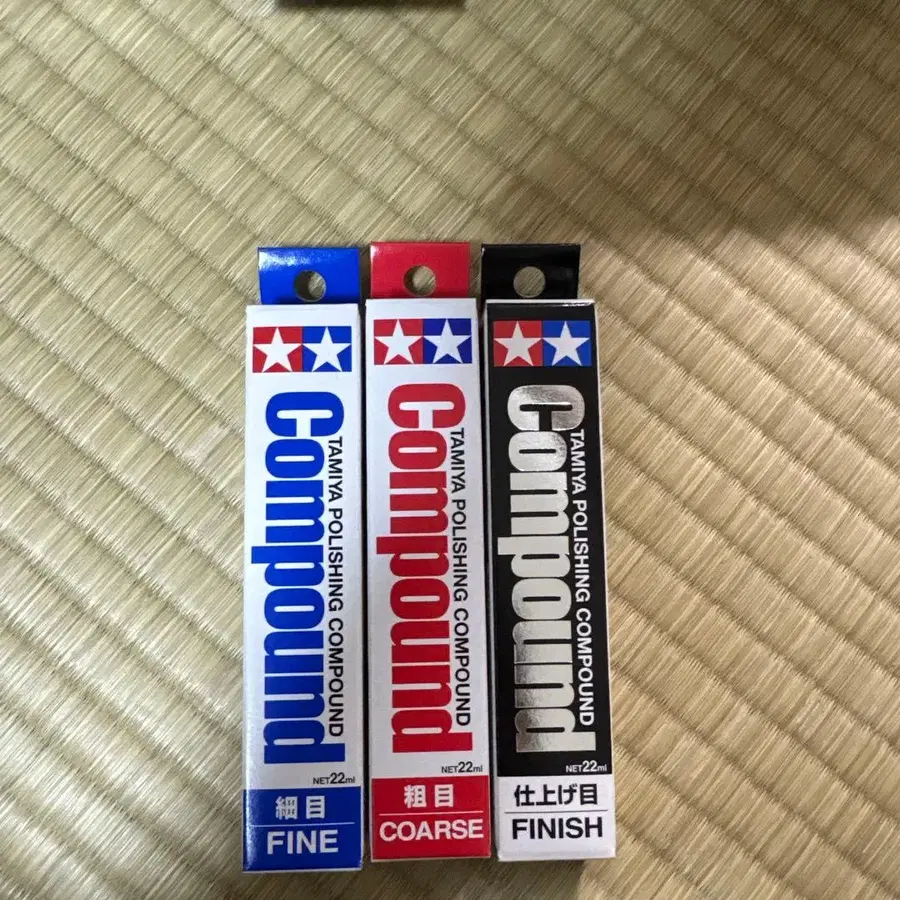 TAMIYA POLISHING COMPOUND
Compound
NET22ml
細目
FINE
TAMIYA POLISHING COMPOUND
Compound
NET22ml
粗目
COARSE
TAMIYA POLISHING COMPOUND
Compound
NET22ml
仕上げ目
FINISH